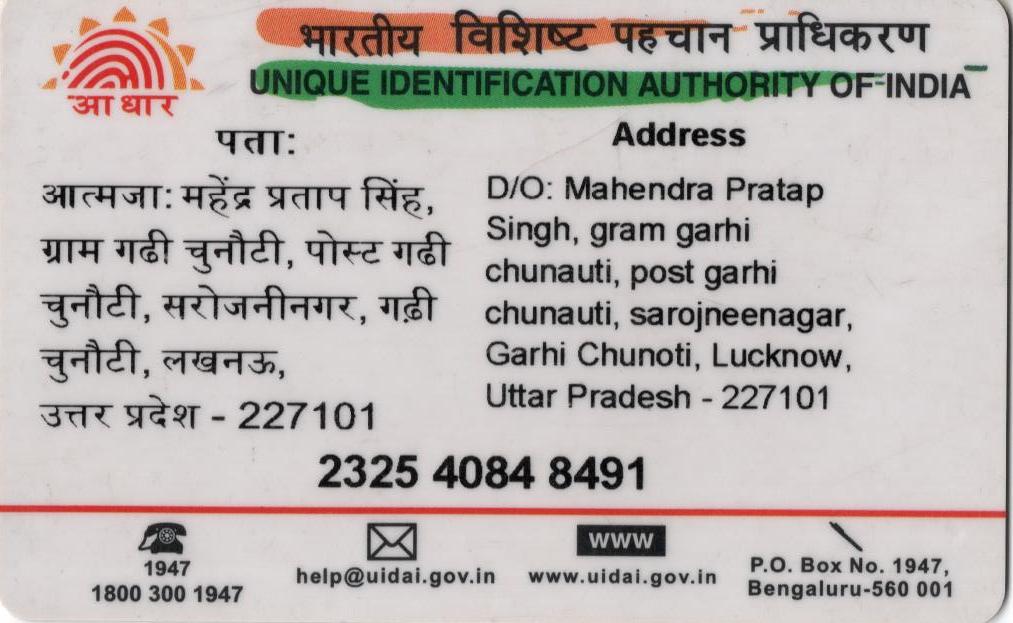 भारतीय विशिष्ट पहचान प्राधिकरण
UNIQUE IDENTIFICATION AUTHORITY OF INDIA
आधार
पता:
आत्मजा: महेंद्र प्रताप सिंह,
ग्राम गढी चुनौटी, पोस्ट गढी
चुनौटी, सरोजनीनगर, गढ़ी
चुनौटी, लखनऊ,
उत्तर प्रदेश - 227101
Address
D/O: Mahendra Pratap
Singh, gram garhi
chunauti, post garhi
chunauti, sarojneenagar,
Garhi Chunoti, Lucknow,
Uttar Pradesh - 227101
2325 4084 8491
1947
1800 300 1947
help@uidai.gov.in
www
www.uidai.gov.in
P.O. Box No. 1947,
Bengaluru-560 001